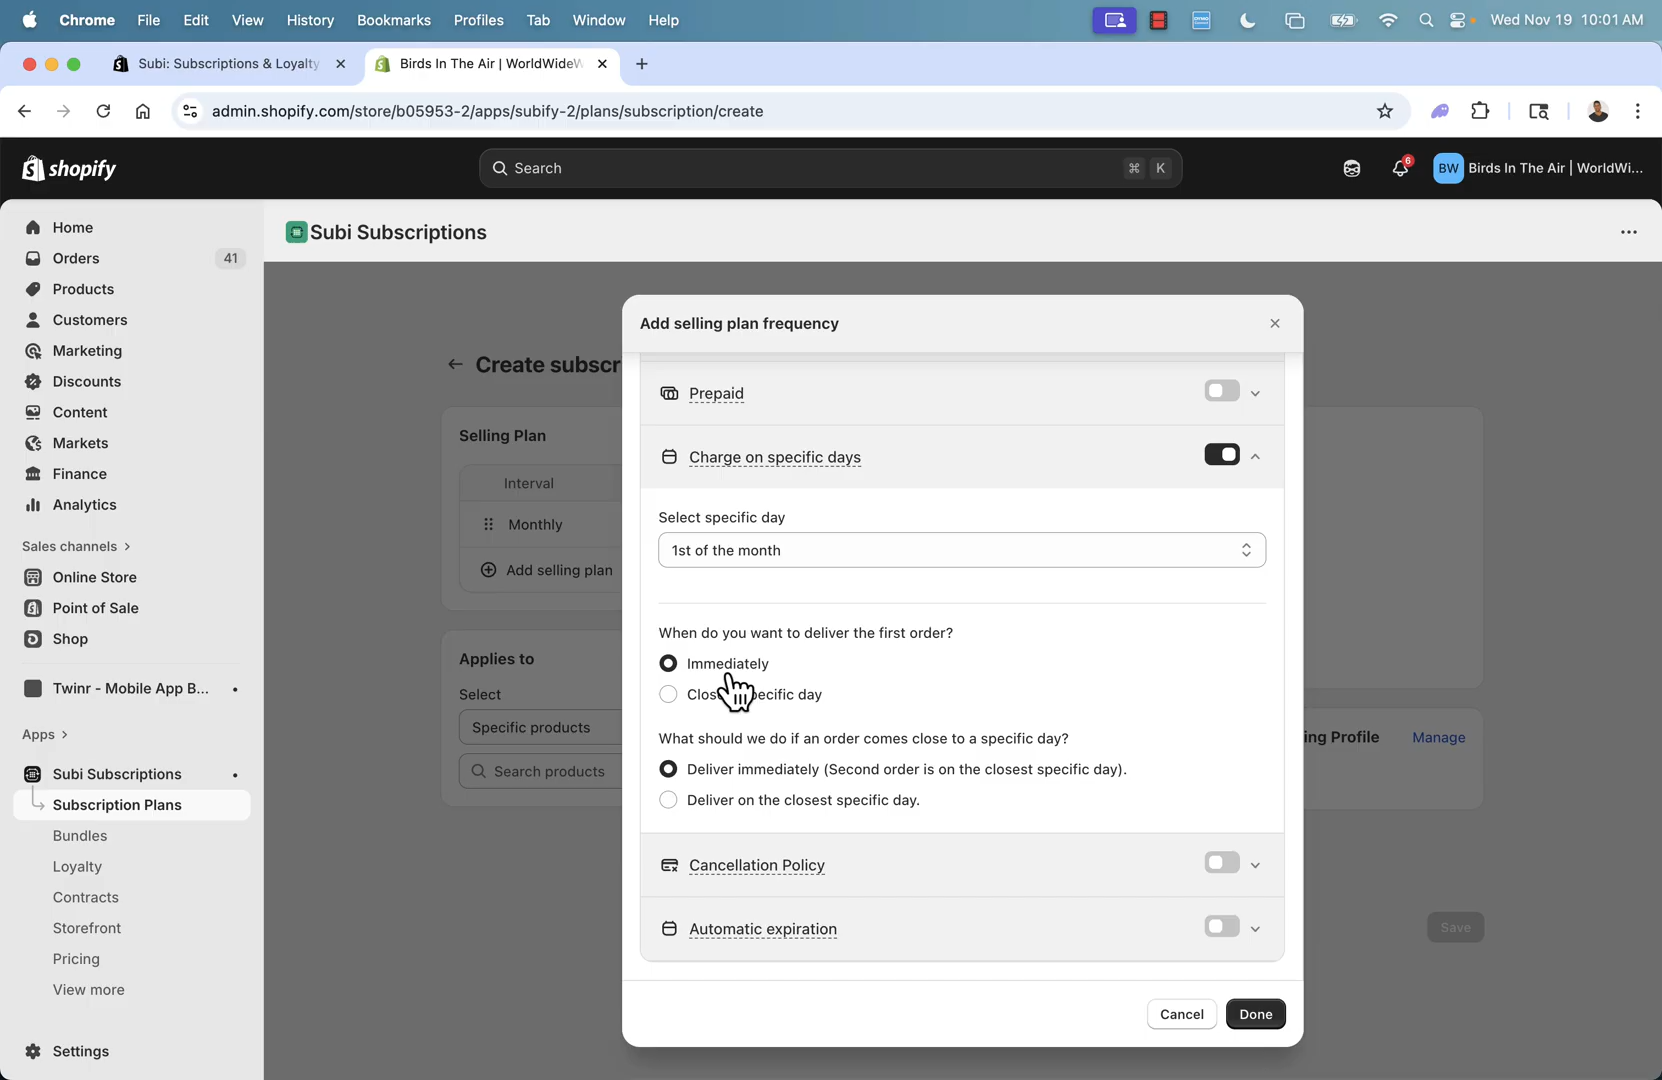 Chrome File Edit View History Bookmarks Profiles Tab Window Help
Wed Nov 19 10:01 AM
Subi: Subscriptions & Loyalty
Birds In The Air | WorldWideW
admin.shopify.com/store/b05953-2/apps/subify-2/plans/subscription/create
shopify
Search
⌘ K
6
BW
Birds In The Air | WorldWi...
Home
Orders
41
Products
Customers
Marketing
Discounts
Content
Markets
Finance
Analytics
Sales channels
Online Store
Point of Sale
Shop
Twinr - Mobile App B...
Apps
Subi Subscriptions
Subscription Plans
Bundles
Loyalty
Contracts
Storefront
Pricing
View more
Settings
Subi Subscriptions
Create subscr
Selling Plan
Interval
Monthly
Add selling plan
Applies to
Select
Specific products
Search products
ing Profile
Manage
Save
Add selling plan frequency
Prepaid
Charge on specific days
Select specific day
1st of the month
When do you want to deliver the first order?
Immediately
Clos ecific day
What should we do if an order comes close to a specific day?
Deliver immediately (Second order is on the closest specific day).
Deliver on the closest specific day.
Cancellation Policy
Automatic expiration
Cancel
Done